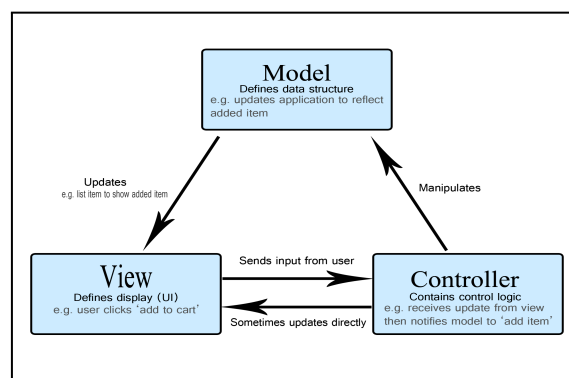 Model
Defines data structure
e.g. updates application to reflect
added item
Updates
e.g. list item to show added item
Manipulates
View
Defines display (UI)
e.g. user clicks ‘add to cart’
Sends input from user
Sometimes updates directly
Controller
Contains control logic
e.g. receives update from view
then notifies model to ‘add item’